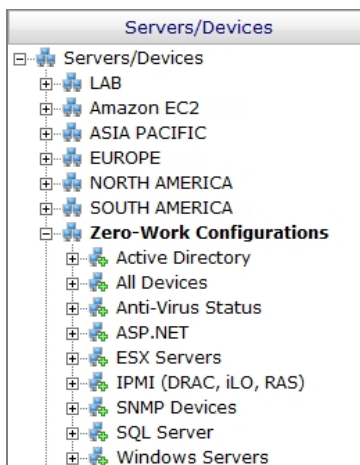 Servers/Devices
Servers/Devices
LAB
Amazon EC2
ASIA PACIFIC
EUROPE
NORTH AMERICA
SOUTH AMERICA
Zero-Work Configurations
Active Directory
All Devices
Anti-Virus Status
ASP.NET
ESX Servers
IPMI (DRAC, iLO, RAS)
SNMP Devices
SQL Server
Windows Servers